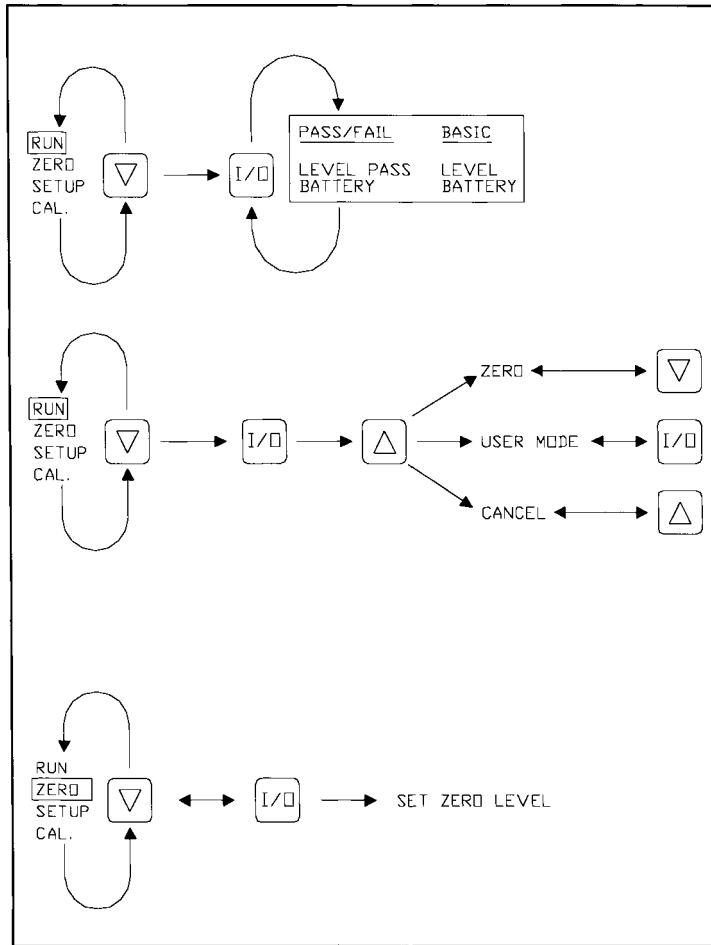 RUN
ZERO
SETUP
CAL.
I/O
PASS/FAIL BASIC
LEVEL PASS LEVEL
BATTERY BATTERY
RUN
ZERO
SETUP
CAL.
I/O
ZERO
USER MODE I/O
CANCEL
RUN
ZERO
SETUP
CAL.
I/O
SET ZERO LEVEL